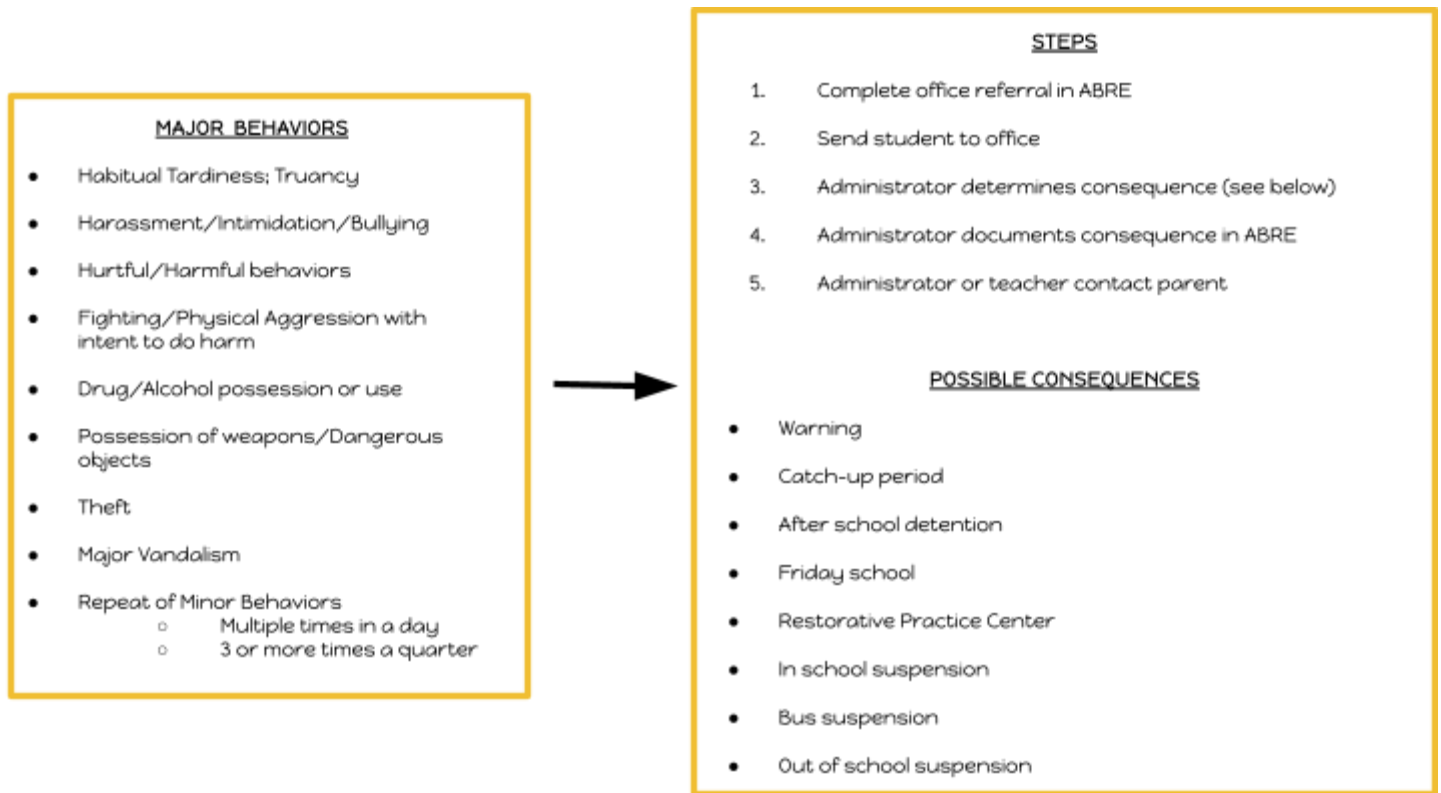 MAJOR BEHAVIORS
● Habitual Tardiness; Truancy
● Harassment/Intimidation/Bullying
● Hurtful/Harmful behaviors
● Fighting/Physical Aggression with
intent to do harm
● Drug/Alcohol possession or use
● Possession of weapons/Dangerous
objects
● Theft
● Major Vandalism
● Repeat of Minor Behaviors
○ Multiple times in a day
○ 3 or more times a quarter
STEPS
1. Complete office referral in ABRE
2. Send student to office
3. Administrator determines consequence (see below)
4. Administrator documents consequence in ABRE
5. Administrator or teacher contact parent
POSSIBLE CONSEQUENCES
● Warning
● Catch-up period
● After school detention
● Friday school
● Restorative Practice Center
● In school suspension
● Bus suspension
● Out of school suspension